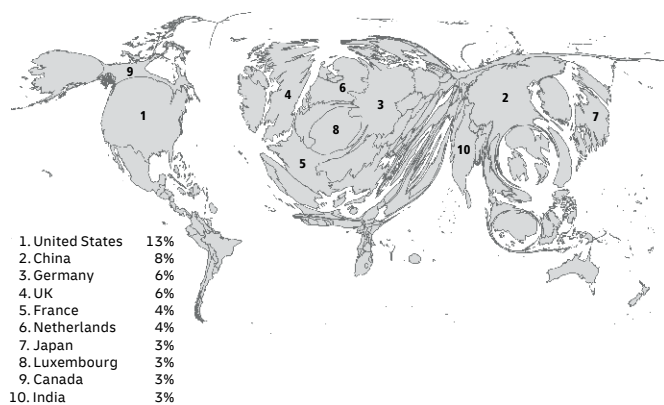 9
1
4
6
3
8
5
2
7
10
1. United States 13%
2. China 8%
3. Germany 6%
4. UK 6%
5. France 4%
6. Netherlands 4%
7. Japan 3%
8. Luxembourg 3%
9. Canada 3%
10. India 3%